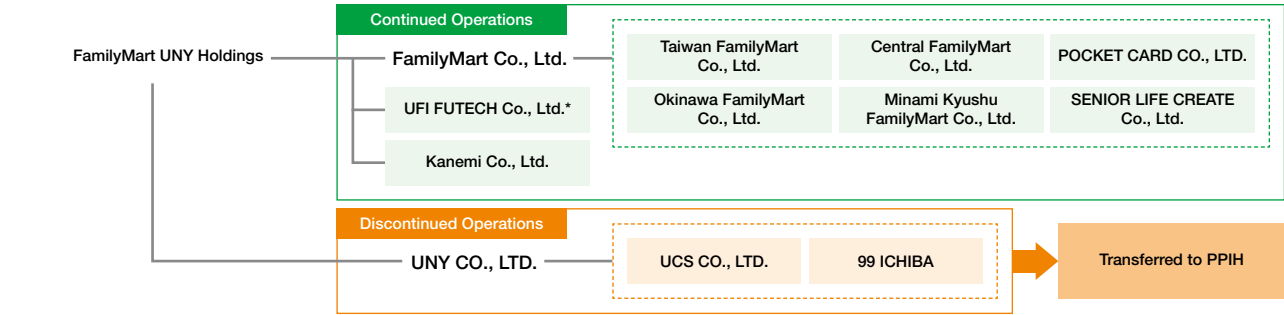 Continued Operations
FamilyMart UNY Holdings
FamilyMart Co., Ltd.
Taiwan FamilyMart
Co., Ltd.
Central FamilyMart
Co., Ltd.
POCKET CARD CO., LTD.
UFI FUTECH Co., Ltd.*
Okinawa FamilyMart
Co., Ltd.
Minami Kyushu
FamilyMart Co., Ltd.
SENIOR LIFE CREATE
Co., Ltd.
Kanemi Co., Ltd.
Discontinued Operations
UNY CO., LTD.
UCS CO., LTD.
99 ICHIBA
Transferred to PPIH